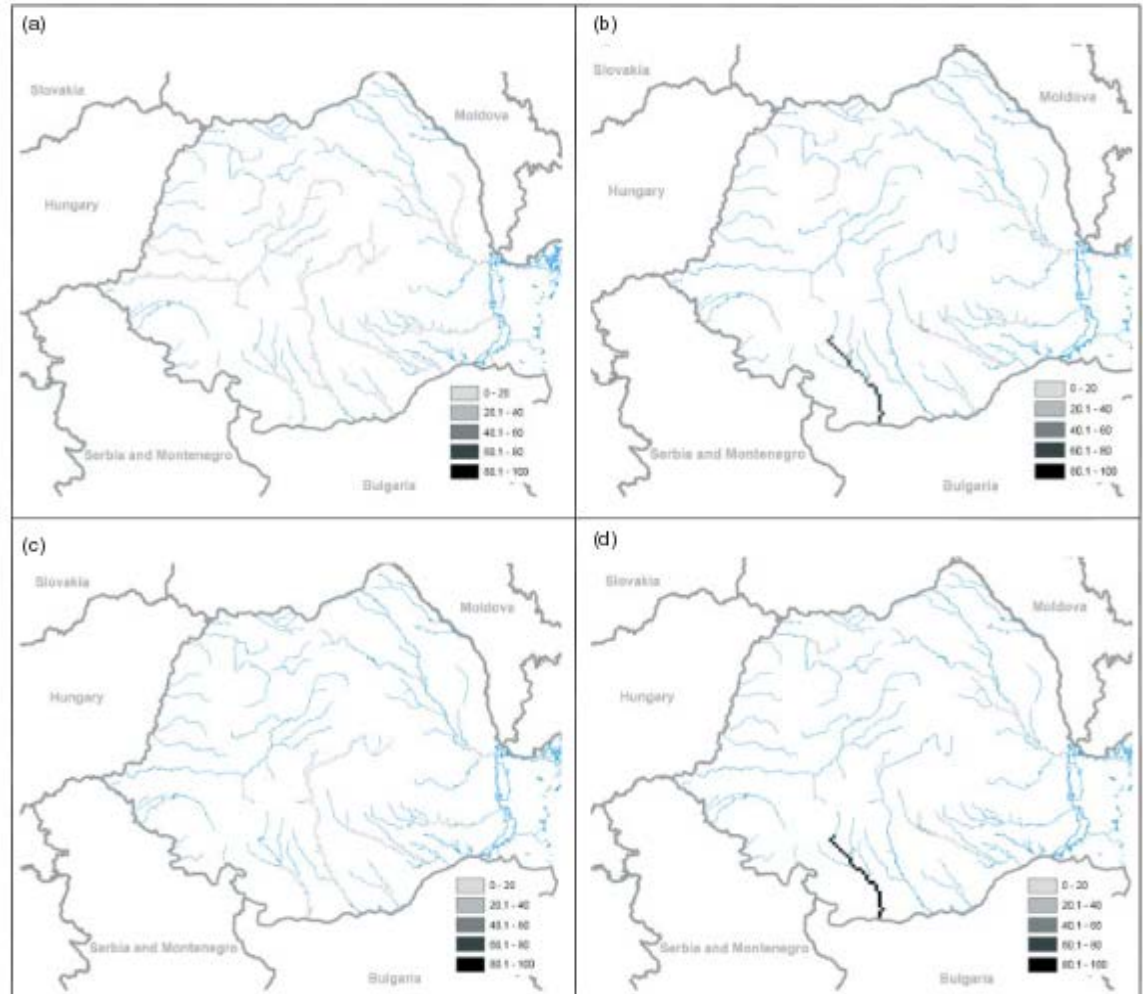 (a)
Slovakia
Moldova
Hungary
Serbia and Montenegro
Bulgaria
0 - 20
20.1 - 40
40.1 - 60
60.1 - 80
80.1 - 100
(b)
Slovakia
Moldova
Hungary
Serbia and Montenegro
Bulgaria
0 - 20
20.1 - 40
40.1 - 60
60.1 - 80
80.1 - 100
(c)
Slovakia
Moldova
Hungary
Serbia and Montenegro
Bulgaria
0 - 20
20.1 - 40
40.1 - 60
60.1 - 80
80.1 - 100
(d)
Slovakia
Moldova
Hungary
Serbia and Montenegro
Bulgaria
0 - 20
20.1 - 40
40.1 - 60
60.1 - 80
80.1 - 100